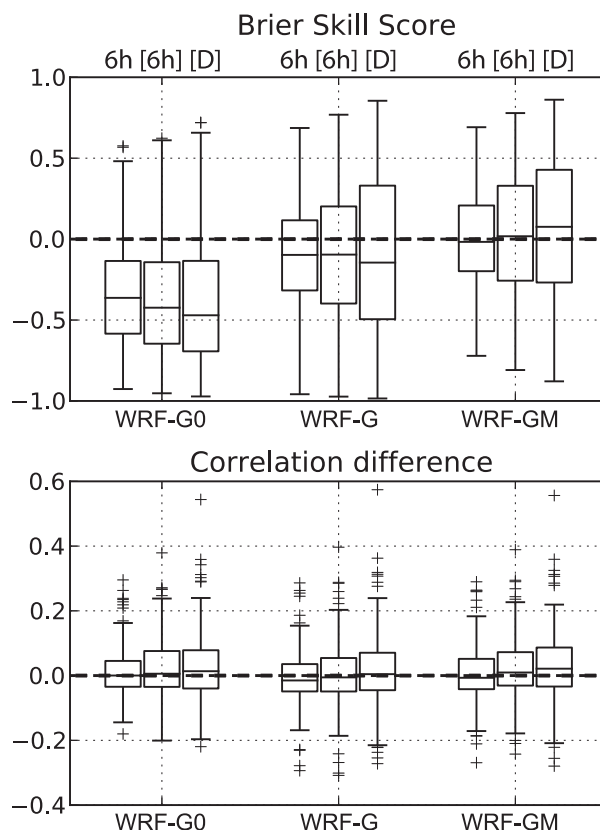 Brier Skill Score
6h [6h] [D] 6h [6h] [D] 6h [6h] [D]
1.0
0.5
0.0
−0.5
−1.0
WRF-G0 WRF-G WRF-GM
Correlation difference
0.6
0.4
0.2
0.0
−0.2
−0.4
WRF-G0 WRF-G WRF-GM